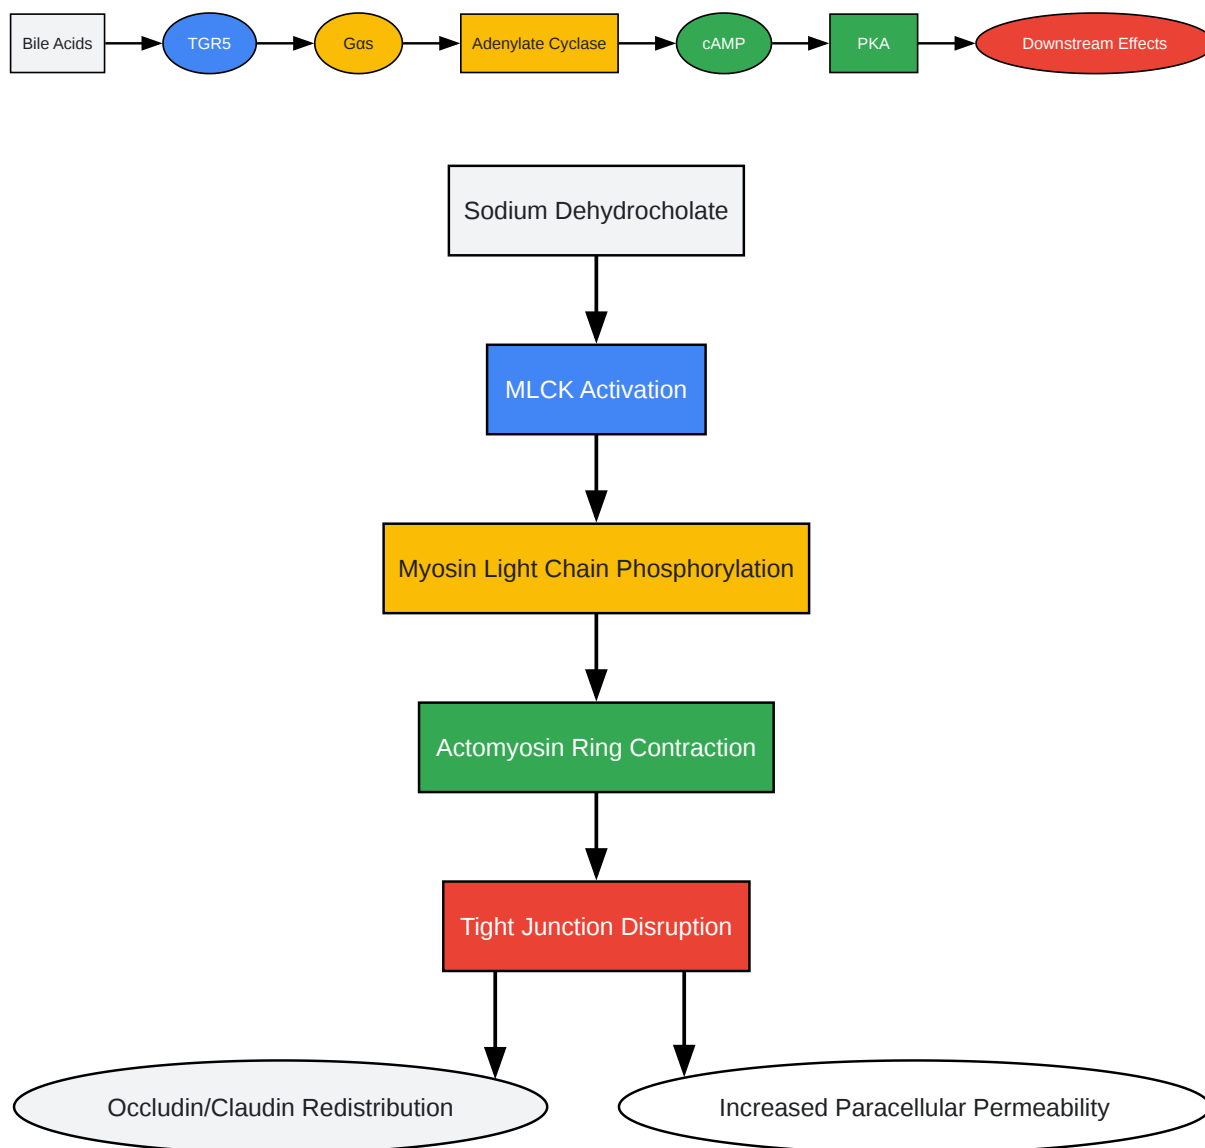 Bile Acids
TGR5
Gαs
Adenylate Cyclase
cAMP
PKA
Downstream Effects
Sodium Dehydrocholate
MLCK Activation
Myosin Light Chain Phosphorylation
Actomyosin Ring Contraction
Tight Junction Disruption
Occludin/Claudin Redistribution
Increased Paracellular Permeability